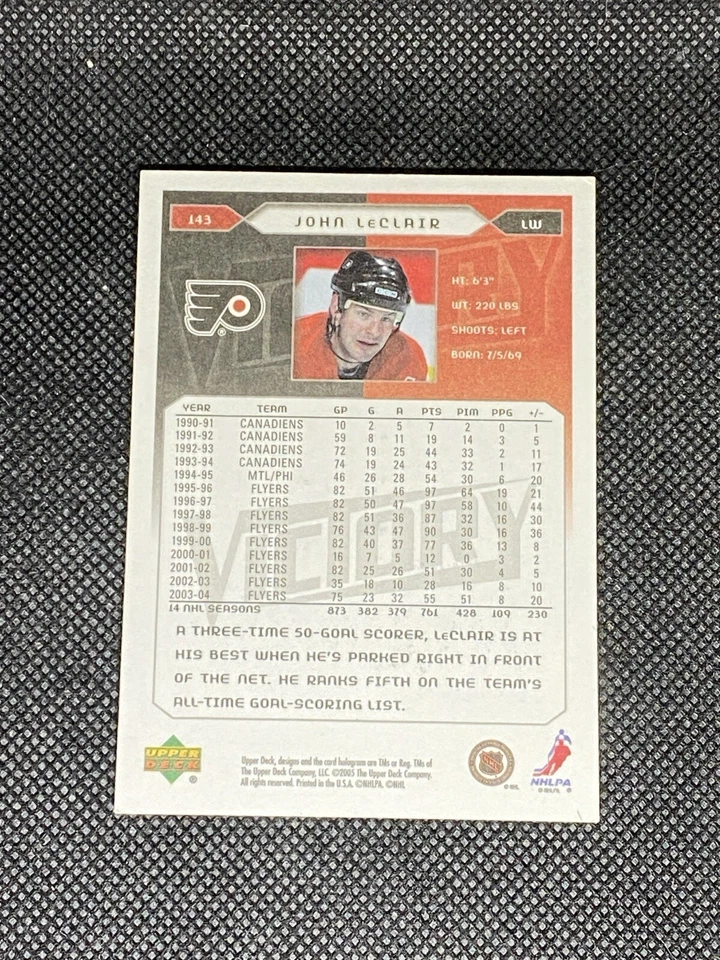 143 JOHN LeCLAIR LW
HT: 6'3"
WT: 220 LBS
SHOOTS: LEFT
BORN: 7/5/69
YEAR TEAM GP G A PTS PIM PPG +/-
1990-91 CANADIENS 10 2 5 7 2 0 1
1991-92 CANADIENS 59 8 11 19 14 3 5
1992-93 CANADIENS 72 19 25 44 33 2 11
1993-94 CANADIENS 74 19 24 43 32 1 17
1994-95 MTL/PHI 46 26 28 54 30 6 20
1995-96 FLYERS 82 51 46 97 64 19 21
1996-97 FLYERS 82 50 47 97 58 10 44
1997-98 FLYERS 82 51 36 87 32 16 30
1998-99 FLYERS 76 43 47 90 30 16 36
1999-00 FLYERS 82 40 37 77 36 13 8
2000-01 FLYERS 16 7 5 12 0 3 2
2001-02 FLYERS 82 25 26 51 30 4 5
2002-03 FLYERS 35 18 10 28 16 8 10
2003-04 FLYERS 75 23 32 55 51 8 20
14 NHL SEASONS 873 382 379 761 428 109 230
VICTORY
A THREE-TIME 50-GOAL SCORER, LeCLAIR IS AT
HIS BEST WHEN HE'S PARKED RIGHT IN FRONT
OF THE NET. HE RANKS FIFTH ON THE TEAM'S
ALL-TIME GOAL-SCORING LIST.
UPPER
DECK
®
Upper Deck, designs and the card hologram are TMs or Reg. TMs of
The Upper Deck Company, LLC. ©2005 The Upper Deck Company.
All rights reserved. Printed in the U.S.A. ©NHLPA, ©NHL
NHL
NHLPA